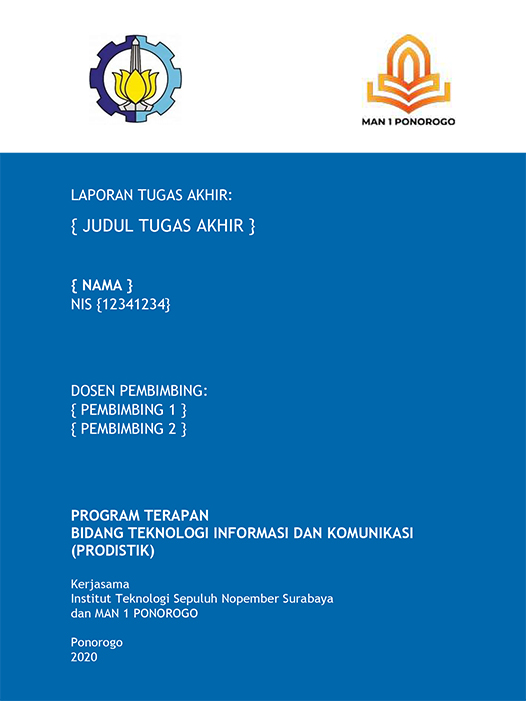 MAN 1 PONOROGO
LAPORAN TUGAS AKHIR:
{ JUDUL TUGAS AKHIR }
{ NAMA }
NIS {12341234}
DOSEN PEMBIMBING:
{ PEMBIMBING 1 }
{ PEMBIMBING 2 }
PROGRAM TERAPAN
BIDANG TEKNOLOGI INFORMASI DAN KOMUNIKASI
(PRODISTIK)
Kerjasama
Institut Teknologi Sepuluh Nopember Surabaya
dan MAN 1 PONOROGO
Ponorogo
2020